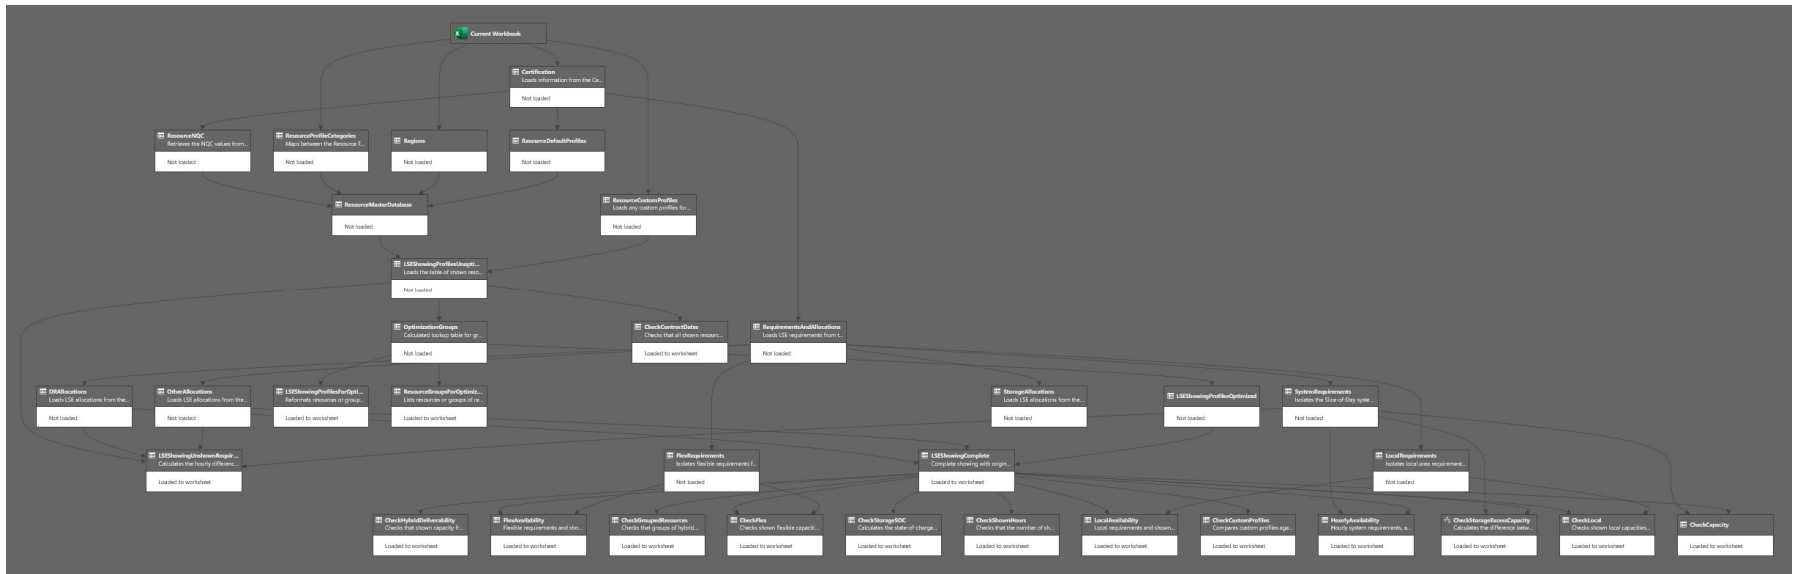 Current Workbook
Certification
Loads information from the Ce...
Not loaded
ResourceNQC
Retrieves the NQC values from...
Not loaded
ResourceProfileCategories
Maps between the Resource T...
Not loaded
Regions
Not loaded
ResourceDefaultProfiles
Not loaded
ResourceMasterDatabase
Not loaded
ResourceCustomProfiles
Loads any custom profiles for...
Not loaded
LSEShowingProfilesUnopti...
Loads the table of shown reso...
Not loaded
OptimizationGroups
Calculated lookup table for gr...
Not loaded
CheckContractDates
Checks that all shown resourc...
Loaded to worksheet
RequirementsAndAllocations
Loads LSE requirements from t...
Not loaded
DRAllocations
Loads LSE allocations from the...
Not loaded
OtherAllocations
Loads LSE allocations from the...
Not loaded
LSEShowingProfilesForOpti...
Reformats resources or group...
Loaded to worksheet
ResourceGroupsForOptimiz...
Lists resources or groups of re...
Loaded to worksheet
StorageAllocations
Loads LSE allocations from the...
Not loaded
LSEShowingProfilesOptimized
Not loaded
SystemRequirements
Isolates the Slice-of-Day syste...
Not loaded
LSEShowingUnshownRequir...
Calculates the hourly differenc...
Loaded to worksheet
FlexRequirements
Isolates flexible requirements f...
Not loaded
LSEShowingComplete
Complete showing with origin...
Loaded to worksheet
LocalRequirements
Isolates local area requirement...
Not loaded
CheckHybridDeliverability
Checks that shown capacity fr...
Loaded to worksheet
FlexAvailability
Flexible requirements and sho...
Loaded to worksheet
CheckGroupedResources
Checks that groups of hybrid...
Loaded to worksheet
CheckFlex
Checks shown flexible capaciti...
Loaded to worksheet
CheckStorageSOC
Calculates the state-of-charge...
Loaded to worksheet
CheckShownHours
Checks that the number of sh...
Loaded to worksheet
LocalAvailability
Local requirements and shown...
Loaded to worksheet
CheckCustomProfiles
Compares custom profiles aga...
Loaded to worksheet
HourlyAvailability
Hourly system requirements, a...
Loaded to worksheet
CheckStorageExcessCapacity
Calculates the difference betw...
Loaded to worksheet
CheckLocal
Checks shown local capacities...
Loaded to worksheet
CheckCapacity
Loaded to worksheet